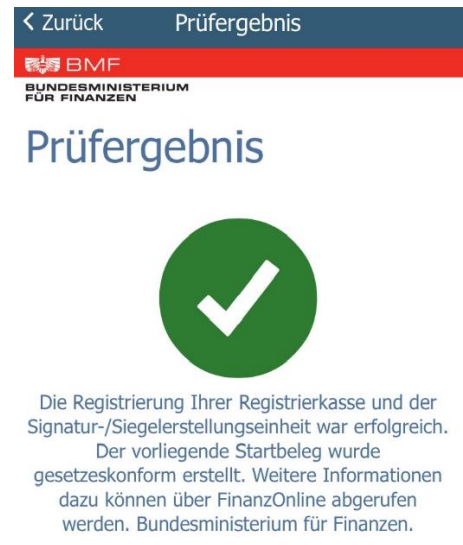 Zurück Prüfergebnis
BMF
BUNDESMINISTERIUM
FÜR FINANZEN
Prüfergebnis
Die Registrierung Ihrer Registrierkasse und der
Signatur-/Siegelerstellungseinheit war erfolgreich.
Der vorliegende Startbeleg wurde
gesetzeskonform erstellt. Weitere Informationen
dazu können über FinanzOnline abgerufen
werden. Bundesministerium für Finanzen.